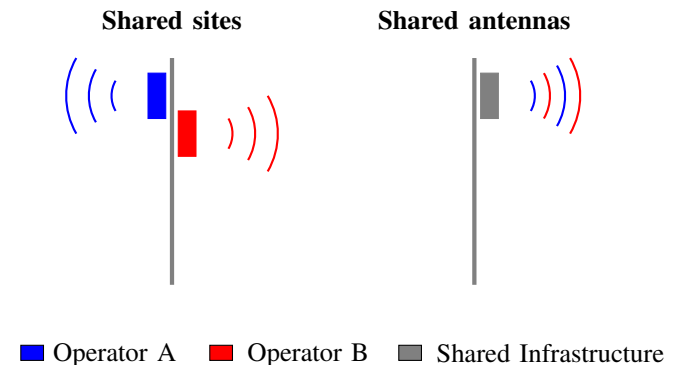 Shared sites
Shared antennas
Operator A
Operator B
Shared Infrastructure